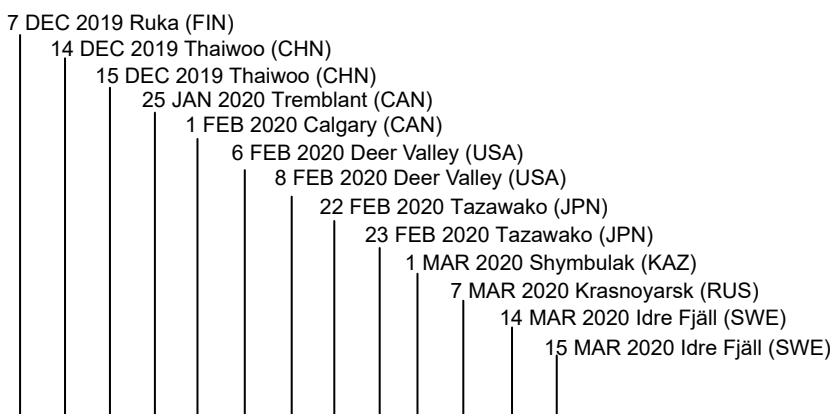 7 DEC 2019 Ruka (FIN)
14 DEC 2019 Thaiwoo (CHN)
15 DEC 2019 Thaiwoo (CHN)
25 JAN 2020 Tremblant (CAN)
1 FEB 2020 Calgary (CAN)
6 FEB 2020 Deer Valley (USA)
8 FEB 2020 Deer Valley (USA)
22 FEB 2020 Tazawako (JPN)
23 FEB 2020 Tazawako (JPN)
1 MAR 2020 Shymbulak (KAZ)
7 MAR 2020 Krasnoyarsk (RUS)
14 MAR 2020 Idre Fjäll (SWE)
15 MAR 2020 Idre Fjäll (SWE)